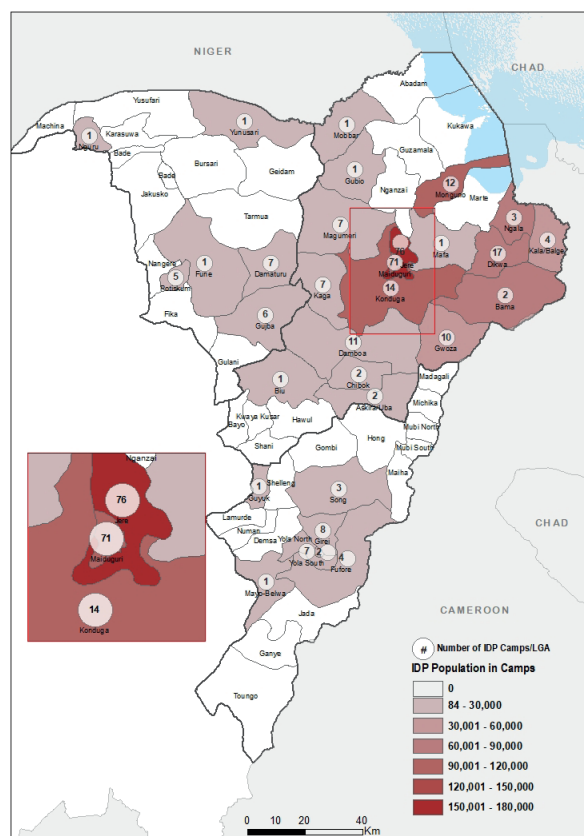 NIGER
CHAD
Yusufari
Abadam
Machina
Karasuwa
1
Yunusari
1
Mobbar
Kukawa
1
Nguru
Bade
Bursari
Geidam
Guzamala
Bade
1
Gubio
12
Monguno
Jakusko
Nganzai
Marte
Tarmua
7
Magumeri
3
Ngala
Nangere
1
Fune
7
Damaturu
1
Mafa
4
Kala/Balge
5
Potiskum
76
Jere
71
Maiduguri
17
Dikwa
7
Kaga
14
Konduga
2
Bama
Fika
6
Gujba
11
Damboa
10
Gwoza
Gulani
1
Biu
2
Chibok
Madagali
2
Askira/Uba
Michika
Kwaya Kusar
Bayo
Hawul
Mubi North
Shani
Hong
Mubi South
Gombi
Maiha
Nganzai
76
Jere
71
Maiduguri
14
Konduga
1
Guyuk
Shelleng
3
Song
CHAD
Lamurde
Numan
Demsa
8
Girei
Yola North
7
Yola South
2
4
Fufore
1
Mayo-Belwa
Jada
CAMEROON
Ganye
Toungo
# Number of IDP Camps/LGA
IDP Population in Camps
0
84 - 30,000
30,001 - 60,000
60,001 - 90,000
90,001 - 120,000
120,001 - 150,000
150,001 - 180,000
0 20 40
Km